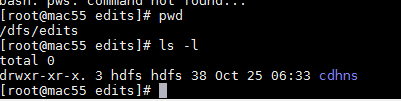 bash: pws: command not found...
[root@mac55 edits]# pwd
/dfs/edits
[root@mac55 edits]# ls -l
total 0
drwxr-xr-x. 3 hdfs hdfs 38 Oct 25 06:33 cdhns
[root@mac55 edits]#